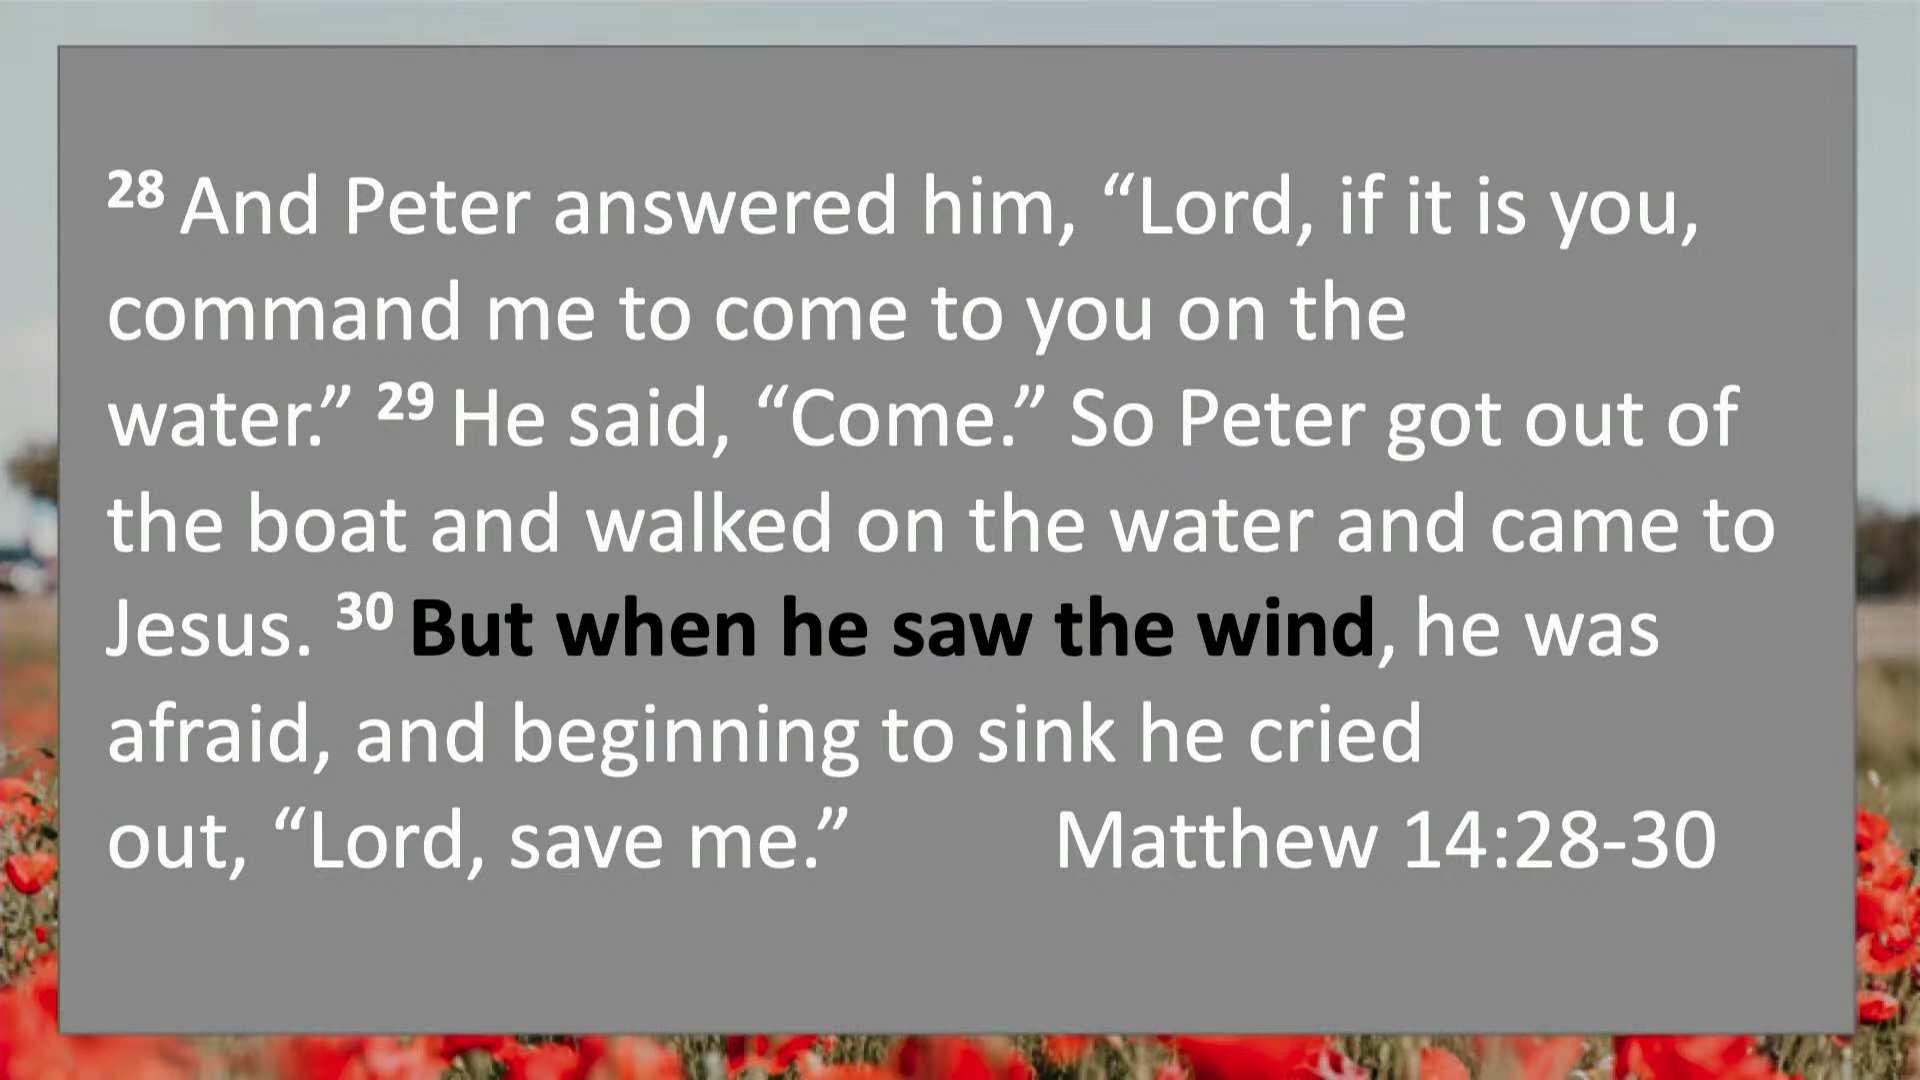 28 And Peter answered him, “Lord, if it is you,
command me to come to you on the
water.” 29 He said, “Come.” So Peter got out of
the boat and walked on the water and came to
Jesus. 30 But when he saw the wind, he was
afraid, and beginning to sink he cried
out, “Lord, save me.” Matthew 14:28-30